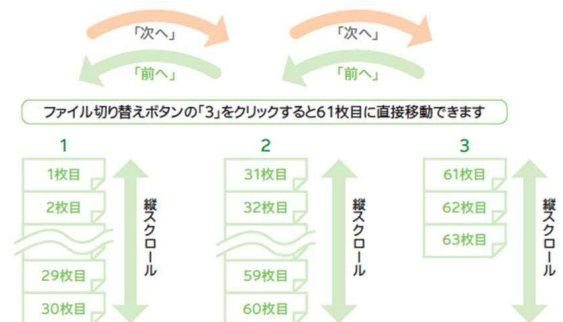 「次へ」
「次へ」
「前へ」
「前へ」
ファイル切り替えボタンの「3」をクリックすると61枚目に直接移動できます
1
1枚目
2枚目
29枚目
30枚目
縦スクロール
2
31枚目
32枚目
59枚目
60枚目
縦スクロール
3
61枚目
62枚目
63枚目
縦スクロール